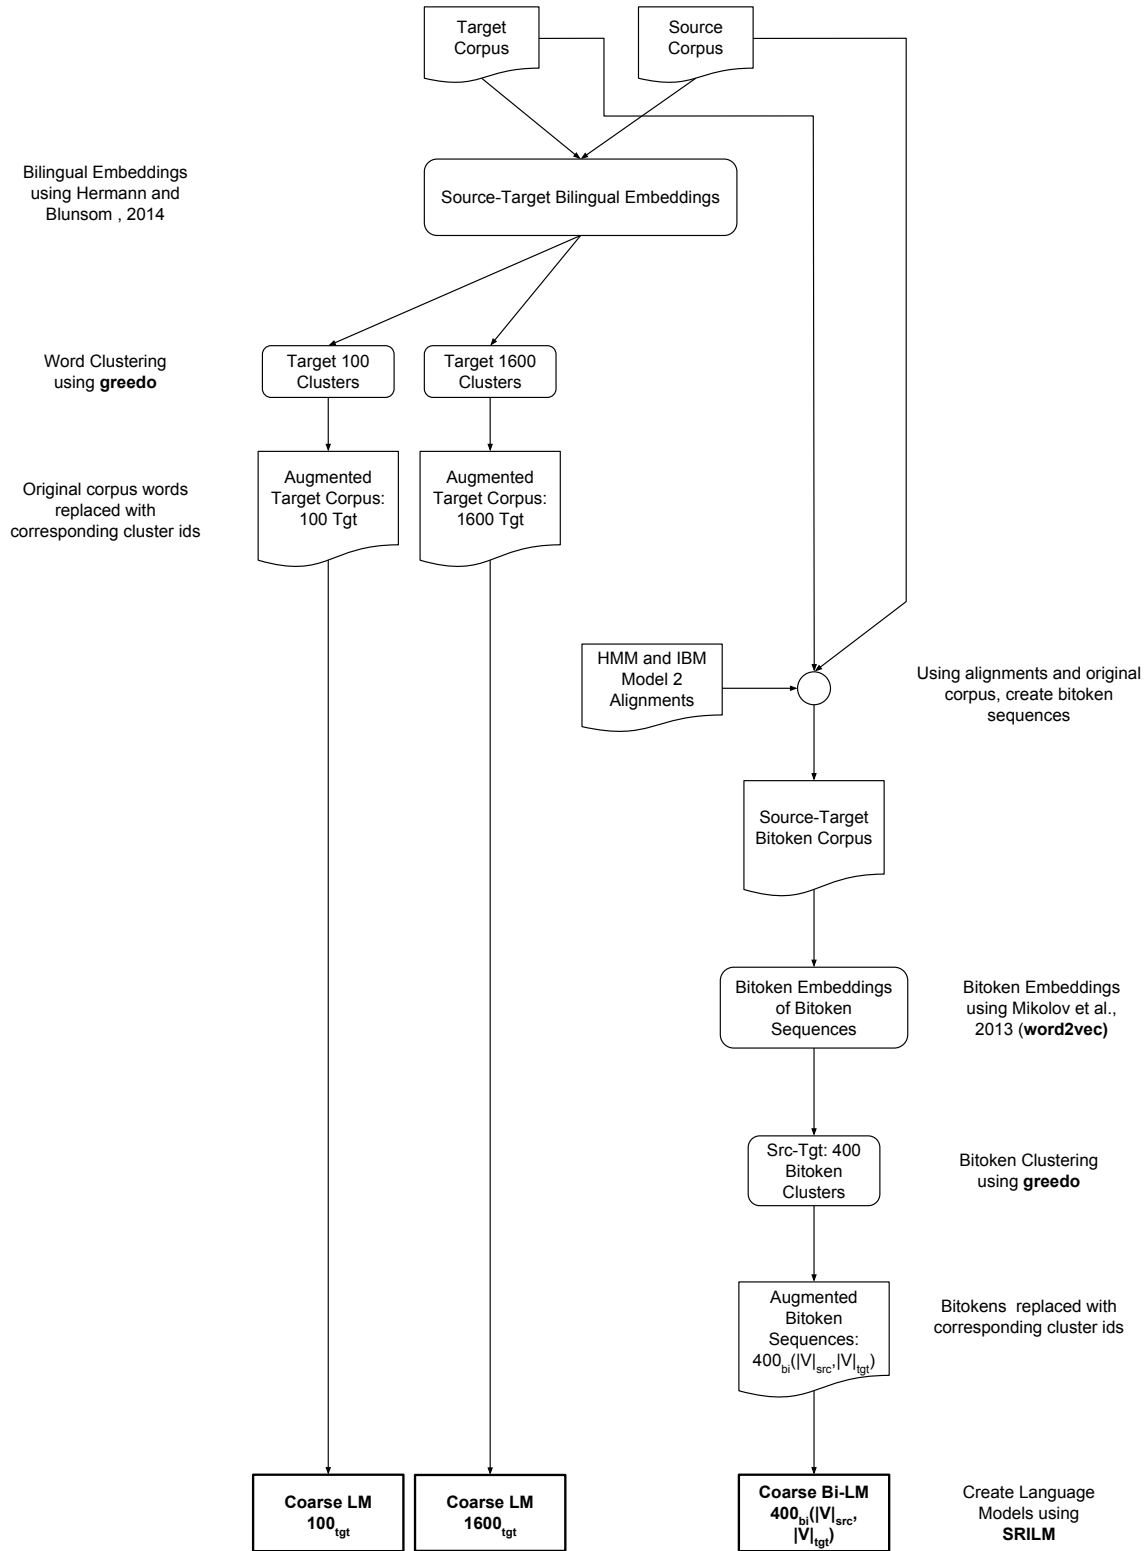 Target
Corpus
Source
Corpus
Bilingual Embeddings
using Hermann and
Blunsom , 2014
Source-Target Bilingual Embeddings
Word Clustering
using greedo
Target 100
Clusters
Target 1600
Clusters
Original corpus words
replaced with
corresponding cluster ids
Augmented
Target Corpus:
100 Tgt
Augmented
Target Corpus:
1600 Tgt
HMM and IBM
Model 2
Alignments
Using alignments and original
corpus, create bitoken
sequences
Source-Target
Bitoken Corpus
Bitoken Embeddings
of Bitoken
Sequences
Bitoken Embeddings
using Mikolov et al.,
2013 (word2vec)
Src-Tgt: 400
Bitoken
Clusters
Bitoken Clustering
using greedo
Augmented
Bitoken
Sequences:
400bi(|V|src,|V|tgt)
Bitokens  replaced with
corresponding cluster ids
Coarse LM
100tgt
Coarse LM
1600tgt
Coarse Bi-LM
400bi(|V|src,
|V|tgt)
Create Language
Models using
SRILM